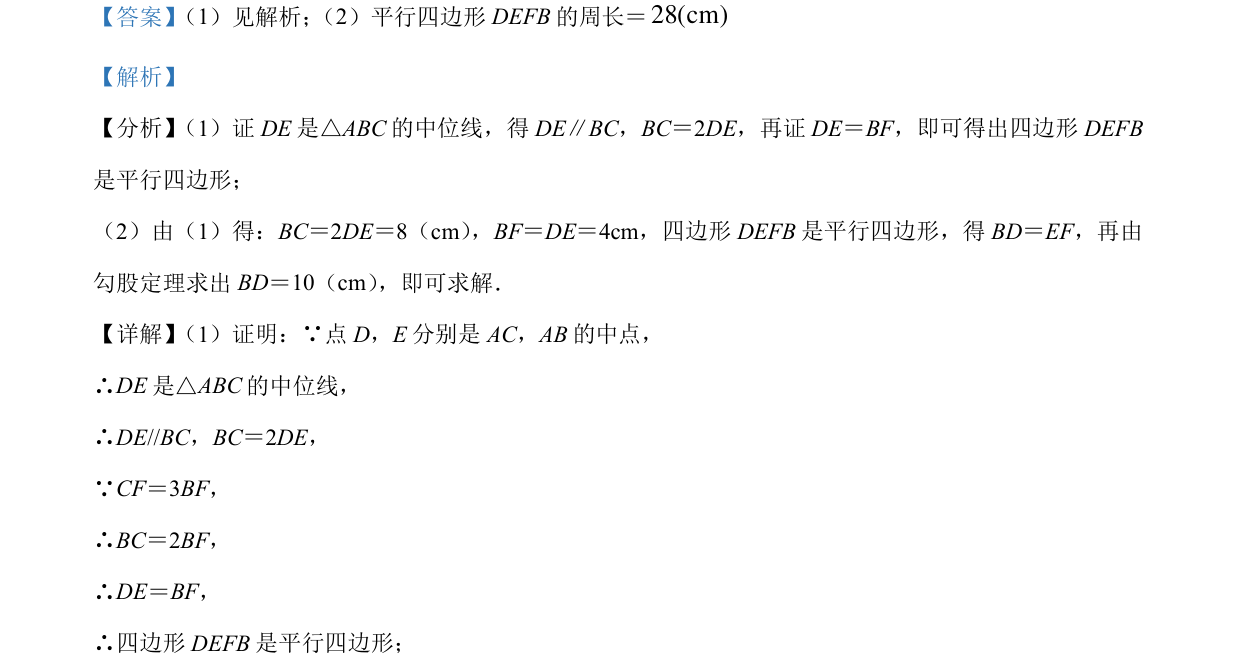 【答案】（1）见解析；（2）平行四边形 DEFB 的周长＝28(cm)
【解析】
【分析】（1）证 DE 是△ABC 的中位线，得 DE∥BC，BC＝2DE，再证 DE＝BF，即可得出四边形 DEFB
是平行四边形；
（2）由（1）得：BC＝2DE＝8（cm），BF＝DE＝4cm，四边形 DEFB 是平行四边形，得 BD＝EF，再由
勾股定理求出 BD＝10（cm），即可求解．
【详解】（1）证明：∵点 D，E 分别是 AC，AB 的中点，
∴DE 是△ABC 的中位线，
∴DE//BC，BC＝2DE，
∵CF＝3BF，
∴BC＝2BF，
∴DE＝BF，
∴四边形 DEFB 是平行四边形；